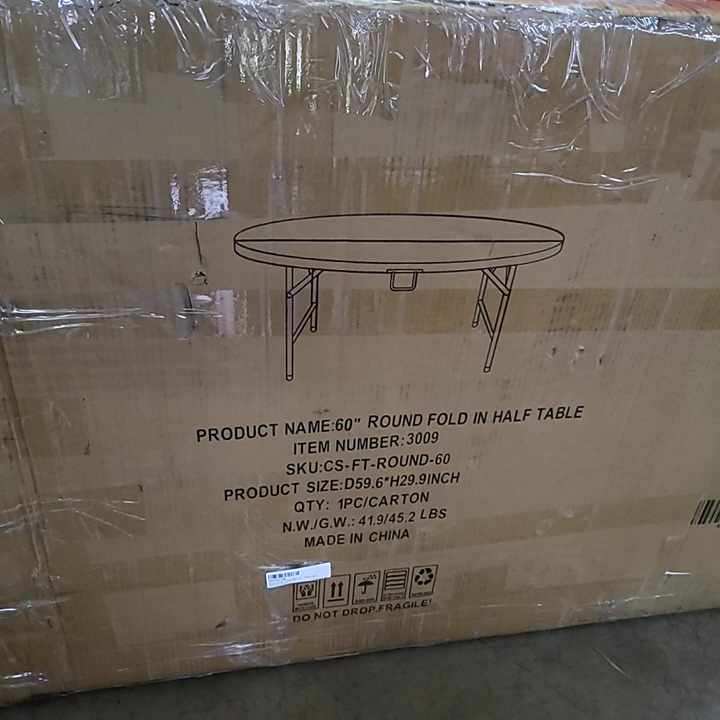 PRODUCT NAME:60" ROUND FOLD IN HALF TABLE
ITEM NUMBER:3009
SKU:CS-FT-ROUND-60
PRODUCT SIZE:D59.6*H29.9INCH
QTY: 1PC/CARTON
N.W./G.W.: 41.9/45.2 LBS
MADE IN CHINA
DO NOT DROP.FRAGILE!